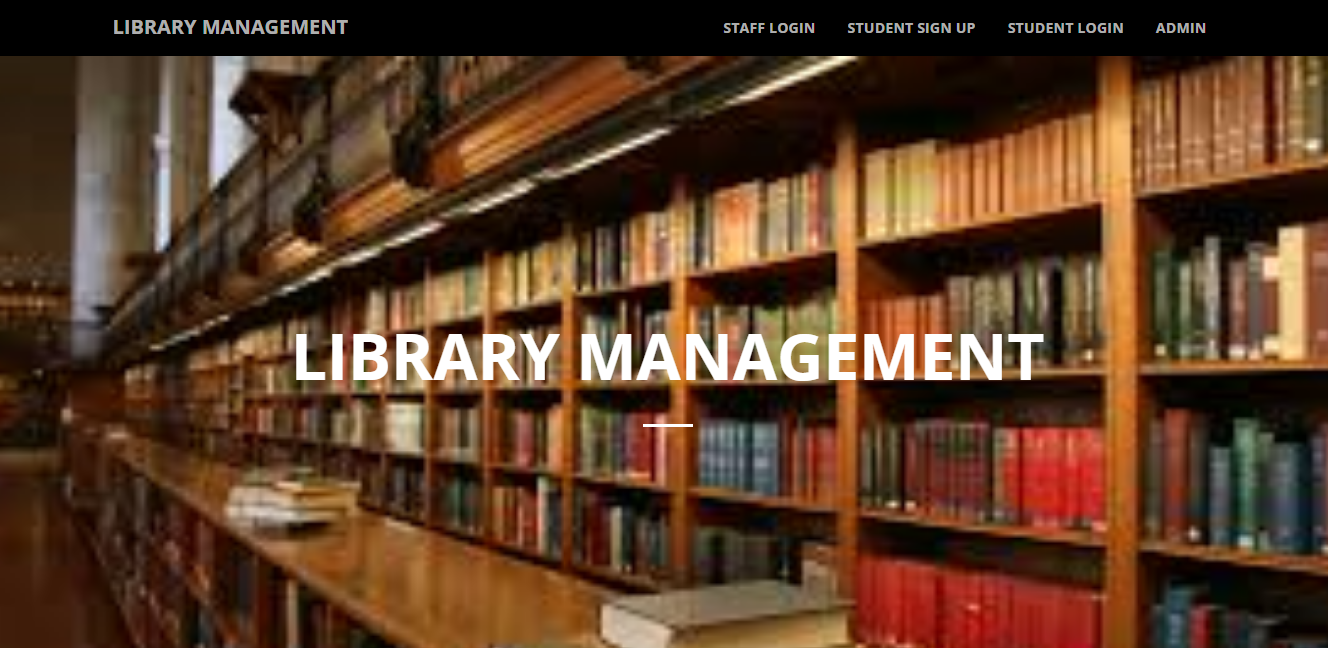 LIBRARY MANAGEMENT
STAFF LOGIN STUDENT SIGN UP STUDENT LOGIN ADMIN
LIBRARY MANAGEMENT